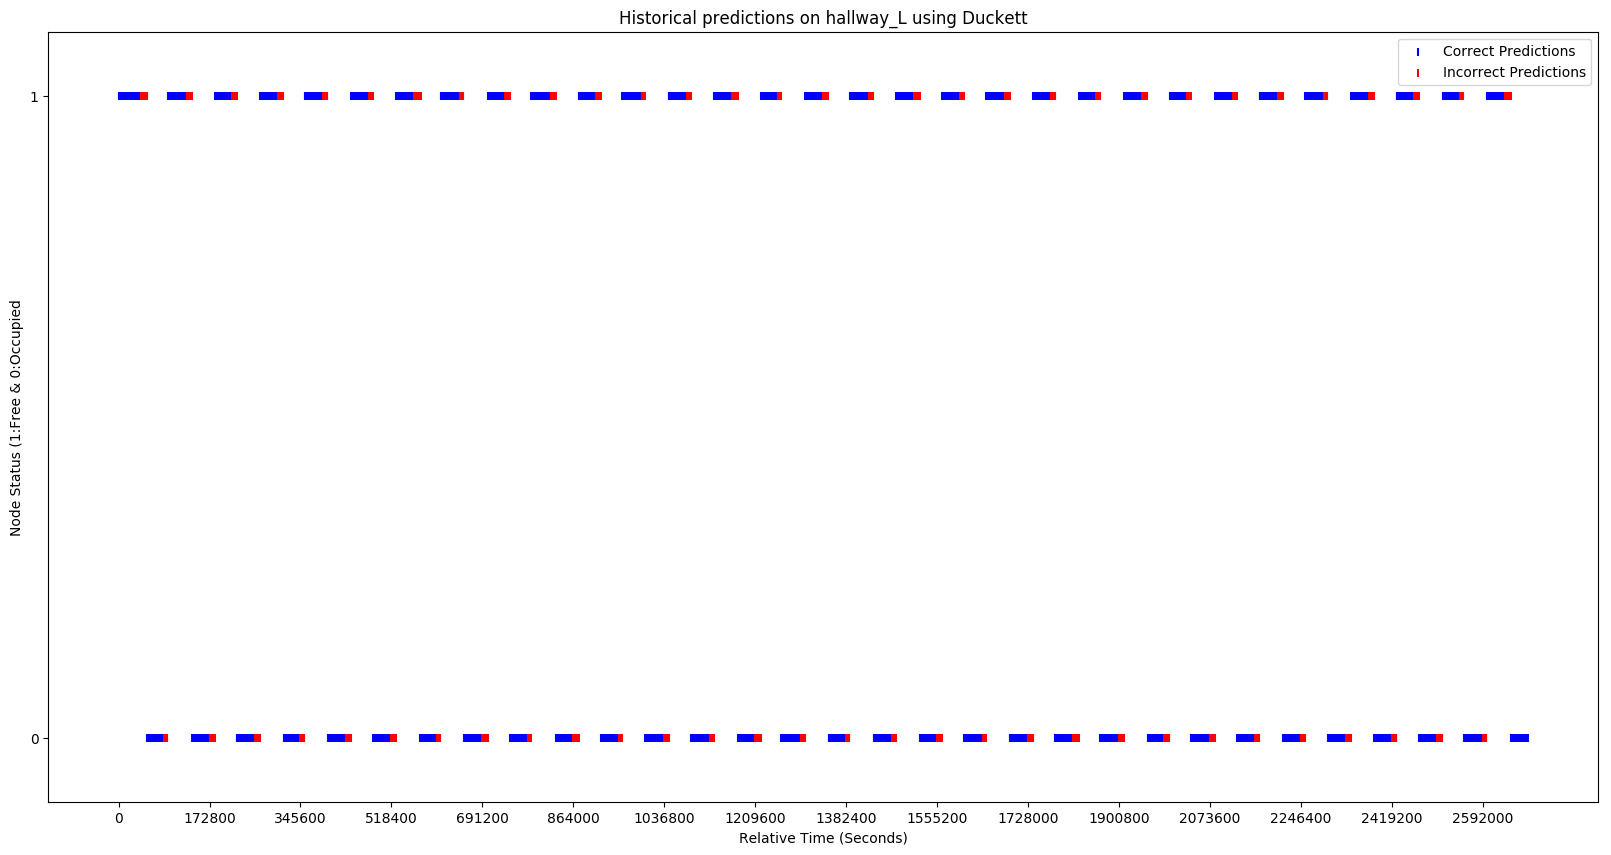 Historical predictions on hallway_L using Duckett
Correct Predictions
Incorrect Predictions
1
0
Node Status (1:Free & 0:Occupied
0 172800 345600 518400 691200 864000 1036800 1209600 1382400 1555200 1728000 1900800 2073600 2246400 2419200 2592000
Relative Time (Seconds)